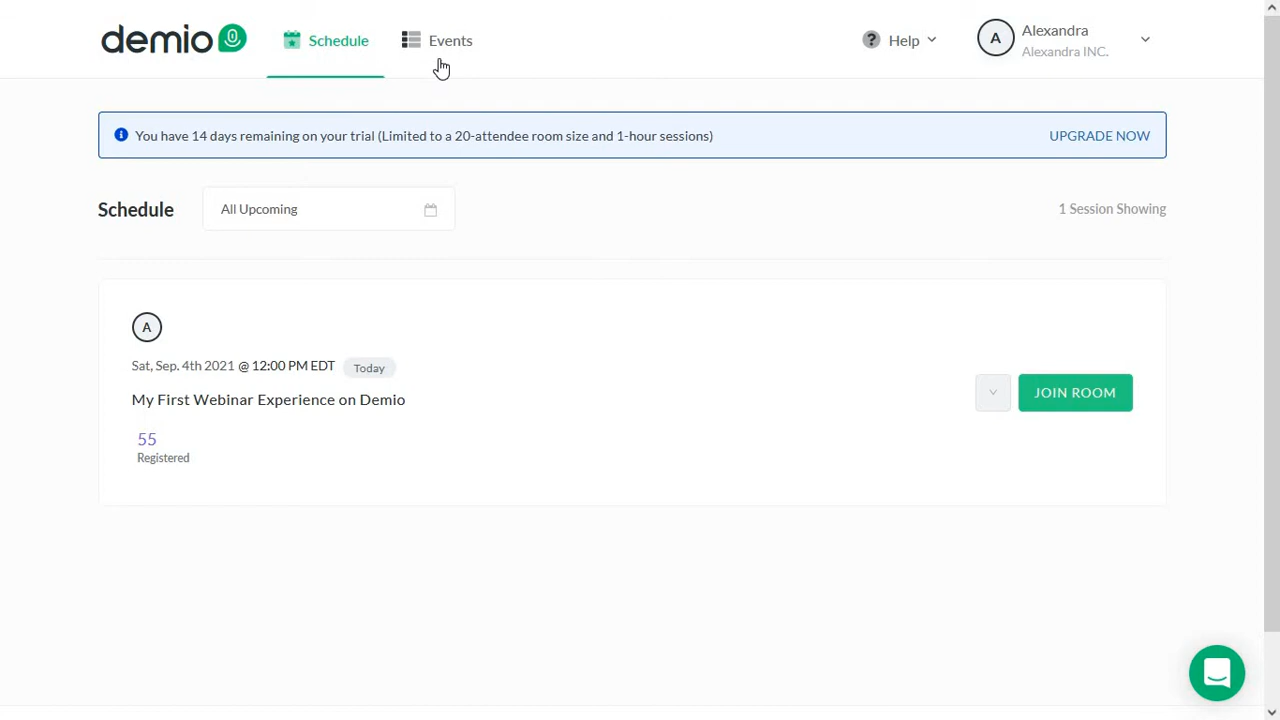 demio
Schedule
Events
Help
A
Alexandra
Alexandra INC.
You have 14 days remaining on your trial (Limited to a 20-attendee room size and 1-hour sessions)
UPGRADE NOW
Schedule
All Upcoming
1 Session Showing
A
Sat, Sep. 4th 2021 @ 12:00 PM EDT
Today
My First Webinar Experience on Demio
JOIN ROOM
55
Registered